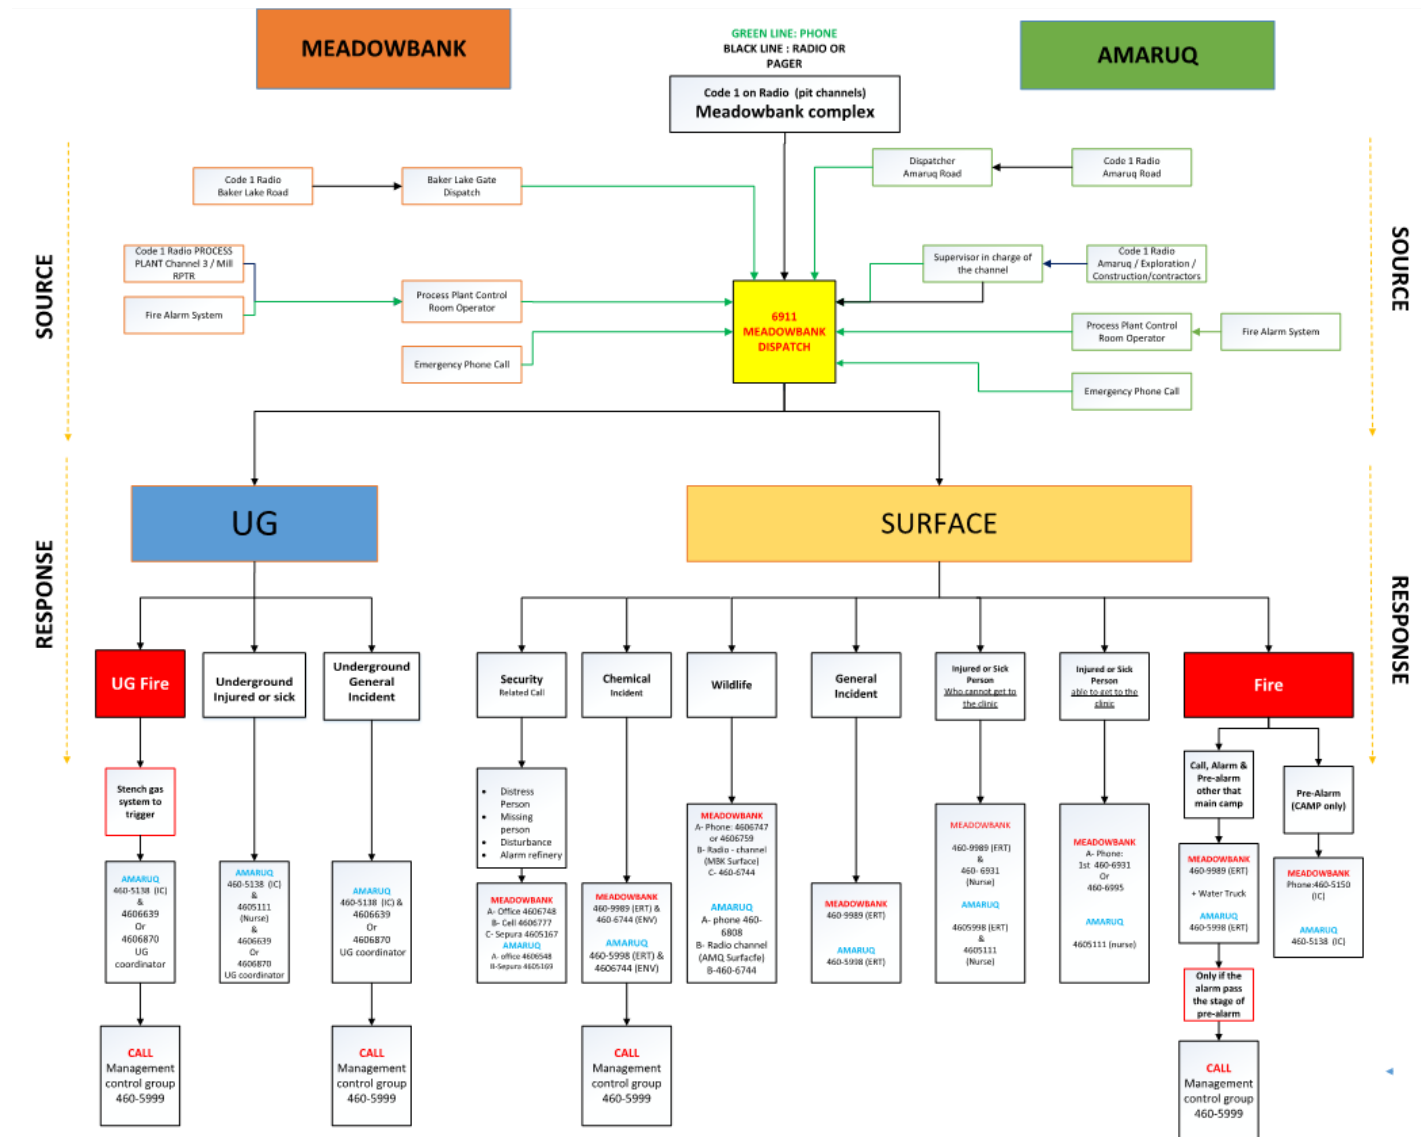 MEADOWBANK
GREEN LINE: PHONE
BLACK LINE : RADIO OR
PAGER
AMARUQ
Code 1 on Radio (pit channels)
Meadowbank complex
Code 1 Radio
Baker Lake Road
Baker Lake Gate
Dispatch
Dispatcher
Amaruq Road
Code 1 Radio
Amaruq Road
SOURCE
SOURCE
Code 1 Radio PROCESS
PLANT Channel 3 / Mill
RPTR
Fire Alarm System
Process Plant Control
Room Operator
Emergency Phone Call
6911
MEADOWBANK
DISPATCH
Supervisor in charge of
the channel
Code 1 Radio
Amaruq / Exploration /
Construction/contractors
Process Plant Control
Room Operator
Fire Alarm System
Emergency Phone Call
RESPONSE
RESPONSE
UG
SURFACE
UG Fire
Underground
Injured or sick
Underground
General
Incident
Security
Related Call
Chemical
Incident
Wildlife
General
Incident
Injured or Sick
Person
Who cannot get to
the clinic
Injured or Sick
Person
able to get to the
clinic
Fire
Stench gas
system to
trigger
AMARUQ
460-5138 (IC)
&
4606639
Or
4606870
UG
coordinator
CALL
Management
control group
460-5999
AMARUQ
460-5138 (IC)
&
4605111
(Nurse)
&
4606639
Or
4606870
UG coordinator
AMARUQ
460-5138 (IC) &
4606639
Or
4606870
UG coordinator
CALL
Management
control group
460-5999
• Distress
Person
• Missing
person
• Disturbance
• Alarm refinery
MEADOWBANK
A- Office 4606748
B- Cell 4606777
C- Sepura 4605167
AMARUQ
A- office 4606548
B-Sepura 4605169
MEADOWBANK
460-9989 (ERT) &
460-6744 (ENV)
AMARUQ
460-5998 (ERT) &
4606744 (ENV)
CALL
Management
control group
460-5999
MEADOWBANK
A- Phone: 4606747
or 4606759
B- Radio - channel
(MBK Surface)
C- 460-6744
AMARUQ
A- phone 460-
6808
B- Radio channel
(AMQ Surfacfe)
B-460-6744
MEADOWBANK
460-9989 (ERT)
AMARUQ
460-5998 (ERT)
MEADOWBANK
460-9989 (ERT)
&
460- 6931
(Nurse)
AMARUQ
4605998 (ERT)
&
4605111
(Nurse)
MEADOWBANK
A- Phone:
1st 460-6931
Or
460-6995
AMARUQ
4605111 (nurse)
Call, Alarm &
Pre-alarm
other that
main camp
MEADOWBANK
460-9989 (ERT)
+ Water Truck
AMARUQ
460-5998 (ERT)
Only if the
alarm pass
the stage of
pre-alarm
CALL
Management
control group
460-5999
Pre-Alarm
(CAMP only)
MEADOWBANK
Phone:460-5150
(IC)
AMARUQ
460-5138 (IC)